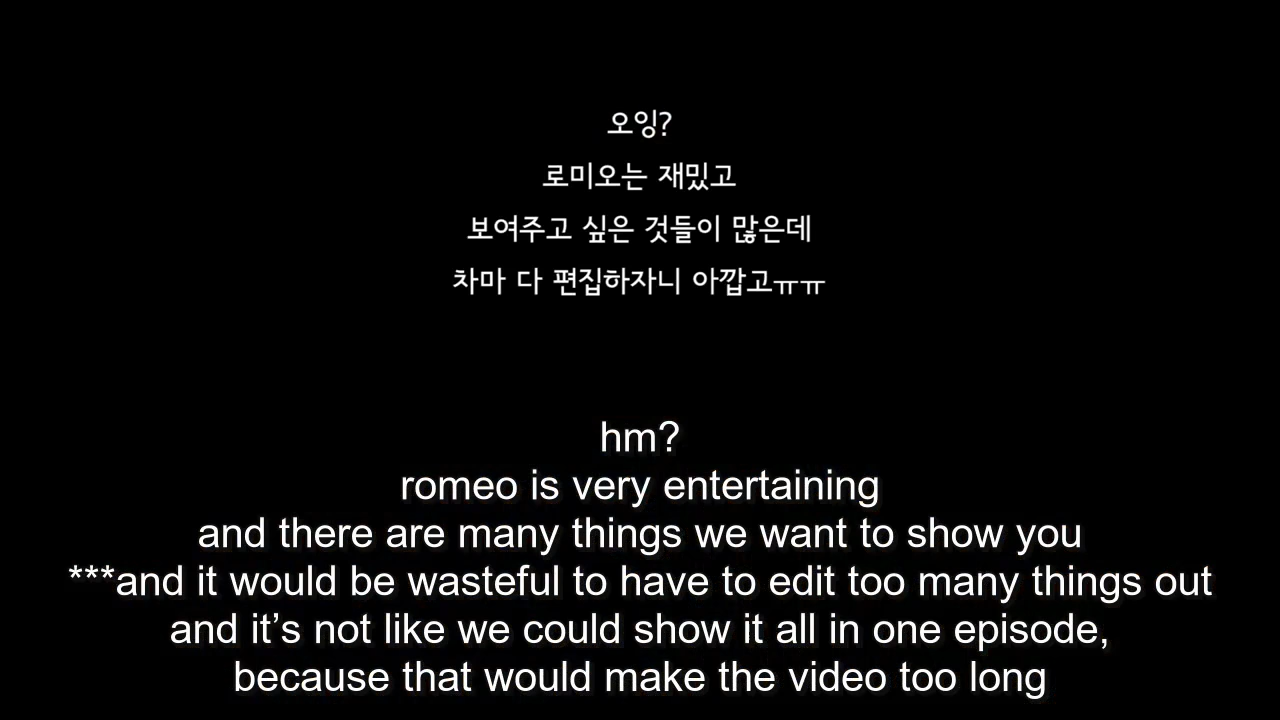 오잉?
로미오는 재밌고
보여주고 싶은 것들이 많은데
차마 다 편집하자니 아깝고ㅠㅠ
hm?
romeo is very entertaining
and there are many things we want to show you
***and it would be wasteful to have to edit too many things out
and it’s not like we could show it all in one episode,
because that would make the video too long